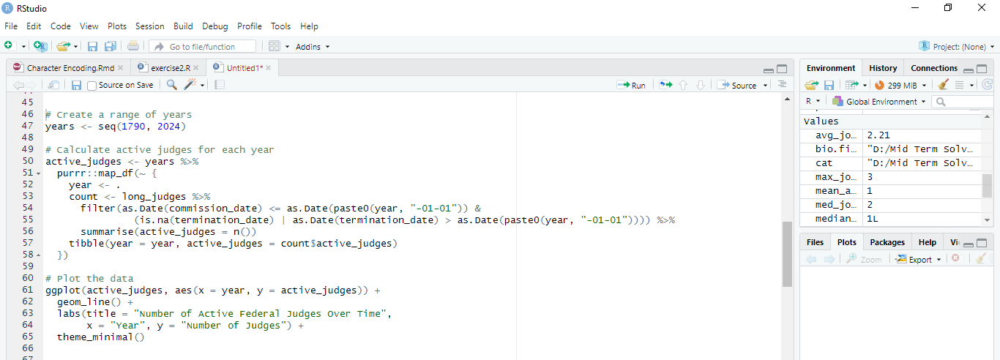 RStudio
File Edit Code View Plots Session Build Debug Profile Tools Help
Go to file/function Addins Project: (None)
Character Encoding.Rmd exercise2.R Untitled1*
Source on Save Run Source
45
46 # Create a range of years
47 years <- seq(1790, 2024)
48
49 # Calculate active judges for each year
50 active_judges <- years %>%
51 purrr::map_df(~ {
52 year <- .
53 count <- long_judges %>%
54 filter(as.Date(commission_date) <= as.Date(paste0(year, "-01-01")) &
55 (is.na(termination_date) | as.Date(termination_date) > as.Date(paste0(year, "-01-01")))) %>%
56 summarise(active_judges = n())
57 tibble(year = year, active_judges = count$active_judges)
58 })
59
60 # Plot the data
61 ggplot(active_judges, aes(x = year, y = active_judges)) +
62 geom_line() +
63 labs(title = "Number of Active Federal Judges Over Time",
64 x = "Year", y = "Number of Judges") +
65 theme_minimal()
66
67
Environment History Connections
299 MiB
R Global Environment
Values
avg_jo… 2.21
bio.fi… "D:/Mid Term Solv…
cat "D:/Mid Term Solv…
max_jo… 3
mean_a… 1
med_jo… 2
median… 1L
Files Plots Packages Help Vi
Zoom Export